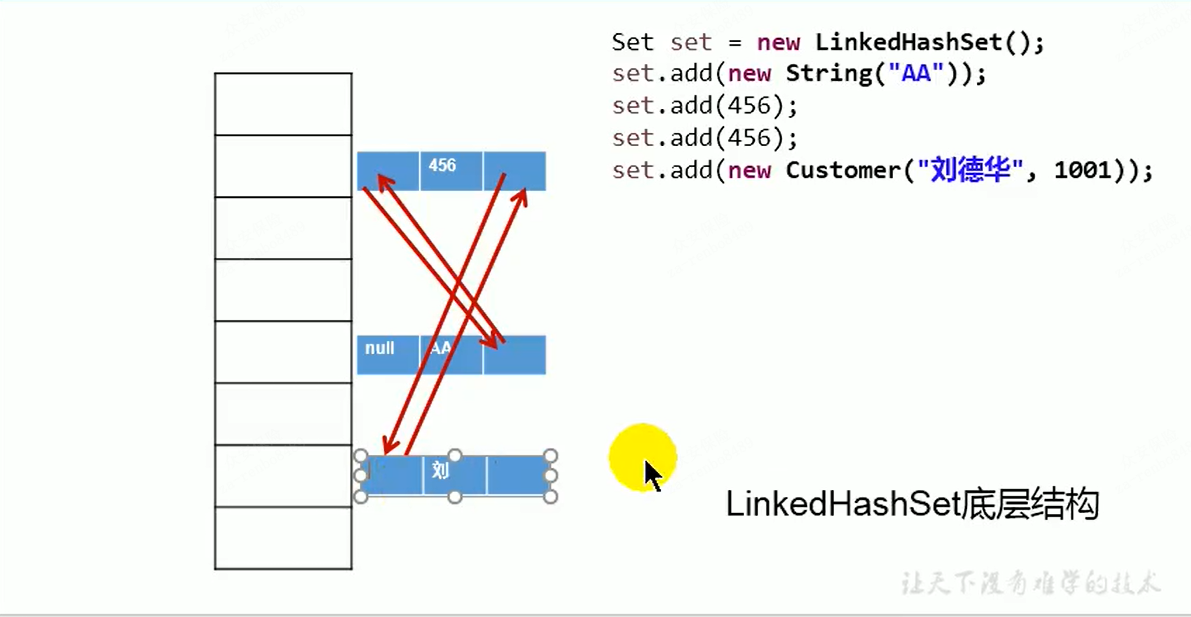 Set set = new LinkedHashSet();
set.add(new String("AA"));
set.add(456);
set.add(456);
set.add(new Customer("刘德华", 1001));
456
null AA
刘
LinkedHashSet底层结构
让天下没有难学的技术